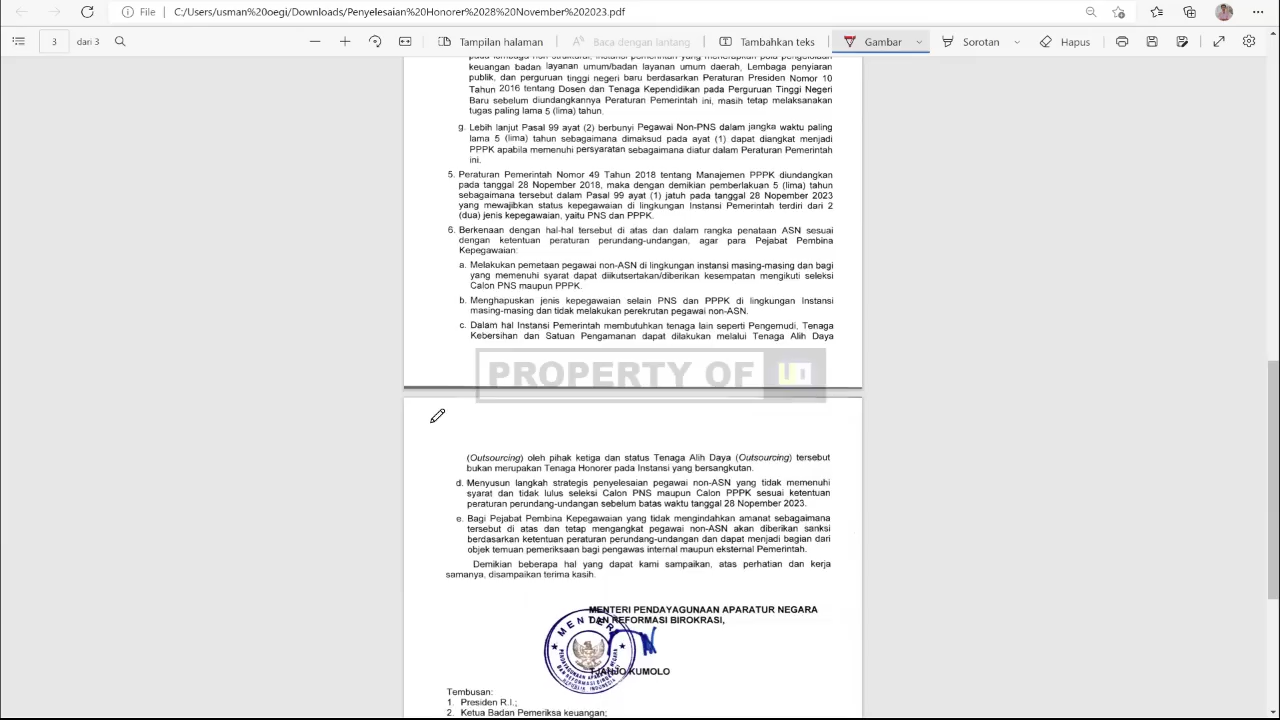 File
C:/Users/usman%20oegi/Downloads/Penyelesaian%20Honorer%2028%20November%202023.pdf
3 dari 3
Tampilan halaman
Baca dengan lantang
Tambahkan teks
Gambar
Sorotan
Hapus
keuangan badan layanan umum/badan layanan umum daerah, Lembaga penyiaran
publik, dan perguruan tinggi negeri baru berdasarkan Peraturan Presiden Nomor 10
Tahun 2016 tentang Dosen dan Tenaga Kependidikan pada Perguruan Tinggi Negeri
Baru sebelum diundangkannya Peraturan Pemerintah ini, masih tetap melaksanakan
tugas paling lama 5 (lima) tahun.
g. Lebih lanjut Pasal 99 ayat (2) berbunyi Pegawai Non-PNS dalam jangka waktu paling
lama 5 (lima) tahun sebagaimana dimaksud pada ayat (1) dapat diangkat menjadi
PPPK apabila memenuhi persyaratan sebagaimana diatur dalam Peraturan Pemerintah
ini.
5. Peraturan Pemerintah Nomor 49 Tahun 2018 tentang Manajemen PPPK diundangkan
pada tanggal 28 Nopember 2018, maka dengan demikian pemberlakuan 5 (lima) tahun
sebagaimana tersebut dalam Pasal 99 ayat (1) jatuh pada tanggal 28 Nopember 2023
yang mewajibkan status kepegawaian di lingkungan Instansi Pemerintah terdiri dari 2
(dua) jenis kepegawaian, yaitu PNS dan PPPK.
6. Berkenaan dengan hal-hal tersebut di atas dan dalam rangka penataan ASN sesuai
dengan ketentuan peraturan perundang-undangan, agar para Pejabat Pembina
Kepegawaian:
a. Melakukan pemetaan pegawai non-ASN di lingkungan instansi masing-masing dan bagi
yang memenuhi syarat dapat diikutsertakan/diberikan kesempatan mengikuti seleksi
Calon PNS maupun PPPK.
b. Menghapuskan jenis kepegawaian selain PNS dan PPPK di lingkungan Instansi
masing-masing dan tidak melakukan perekrutan pegawai non-ASN.
c. Dalam hal Instansi Pemerintah membutuhkan tenaga lain seperti Pengemudi, Tenaga
Kebersihan dan Satuan Pengamanan dapat dilakukan melalui Tenaga Alih Daya
PROPERTY OF UO
(Outsourcing) oleh pihak ketiga dan status Tenaga Alih Daya (Outsourcing) tersebut
bukan merupakan Tenaga Honorer pada Instansi yang bersangkutan.
d. Menyusun langkah strategis penyelesaian pegawai non-ASN yang tidak memenuhi
syarat dan tidak lulus seleksi Calon PNS maupun Calon PPPK sesuai ketentuan
peraturan perundang-undangan sebelum batas waktu tanggal 28 Nopember 2023.
e. Bagi Pejabat Pembina Kepegawaian yang tidak mengindahkan amanat sebagaimana
tersebut di atas dan tetap mengangkat pegawai non-ASN akan diberikan sanksi
berdasarkan ketentuan peraturan perundang-undangan dan dapat menjadi bagian dari
objek temuan pemeriksaan bagi pengawas internal maupun eksternal Pemerintah.
Demikian beberapa hal yang dapat kami sampaikan, atas perhatian dan kerja
samanya, disampaikan terima kasih.
MENTERI PENDAYAGUNAAN APARATUR NEGARA
DAN REFORMASI BIROKRASI,
MENTERI
PENDAYAGUNAAN APARATUR NEGARA
DAN REFORMASI BIROKRASI
REPUBLIK INDONESIA
TJAHJO KUMOLO
Tembusan:
1. Presiden R.I.;
2. Ketua Badan Pemeriksa keuangan;